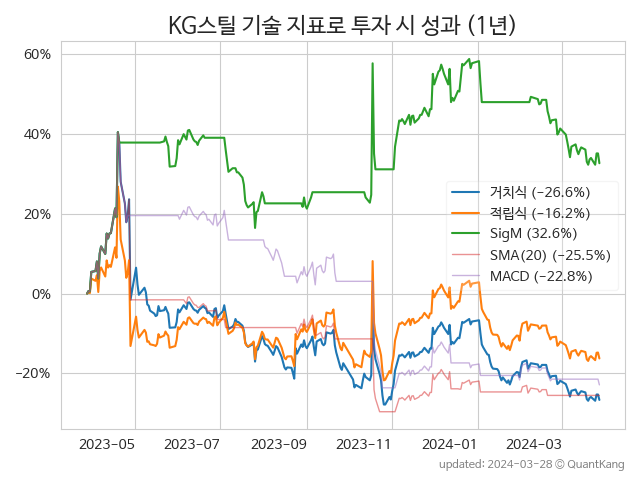 KG스틸 기술 지표로 투자 시 성과 (1년)
60%
40%
20%
0%
−20%
거치식 (−26.6%)
적립식 (−16.2%)
SigM (32.6%)
SMA(20) (−25.5%)
MACD (−22.8%)
2023−05
2023−07
2023−09
2023−11
2024−01
2024−03
updated: 2024−03−28 © QuantKang